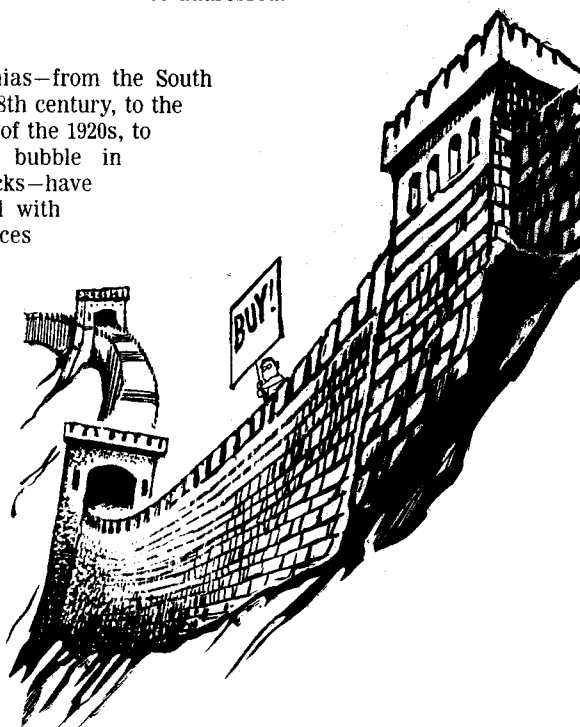 nias—from the South
8th century, to the
of the 1920s, to
bubble in
cks—have
l with
ces
BUY!